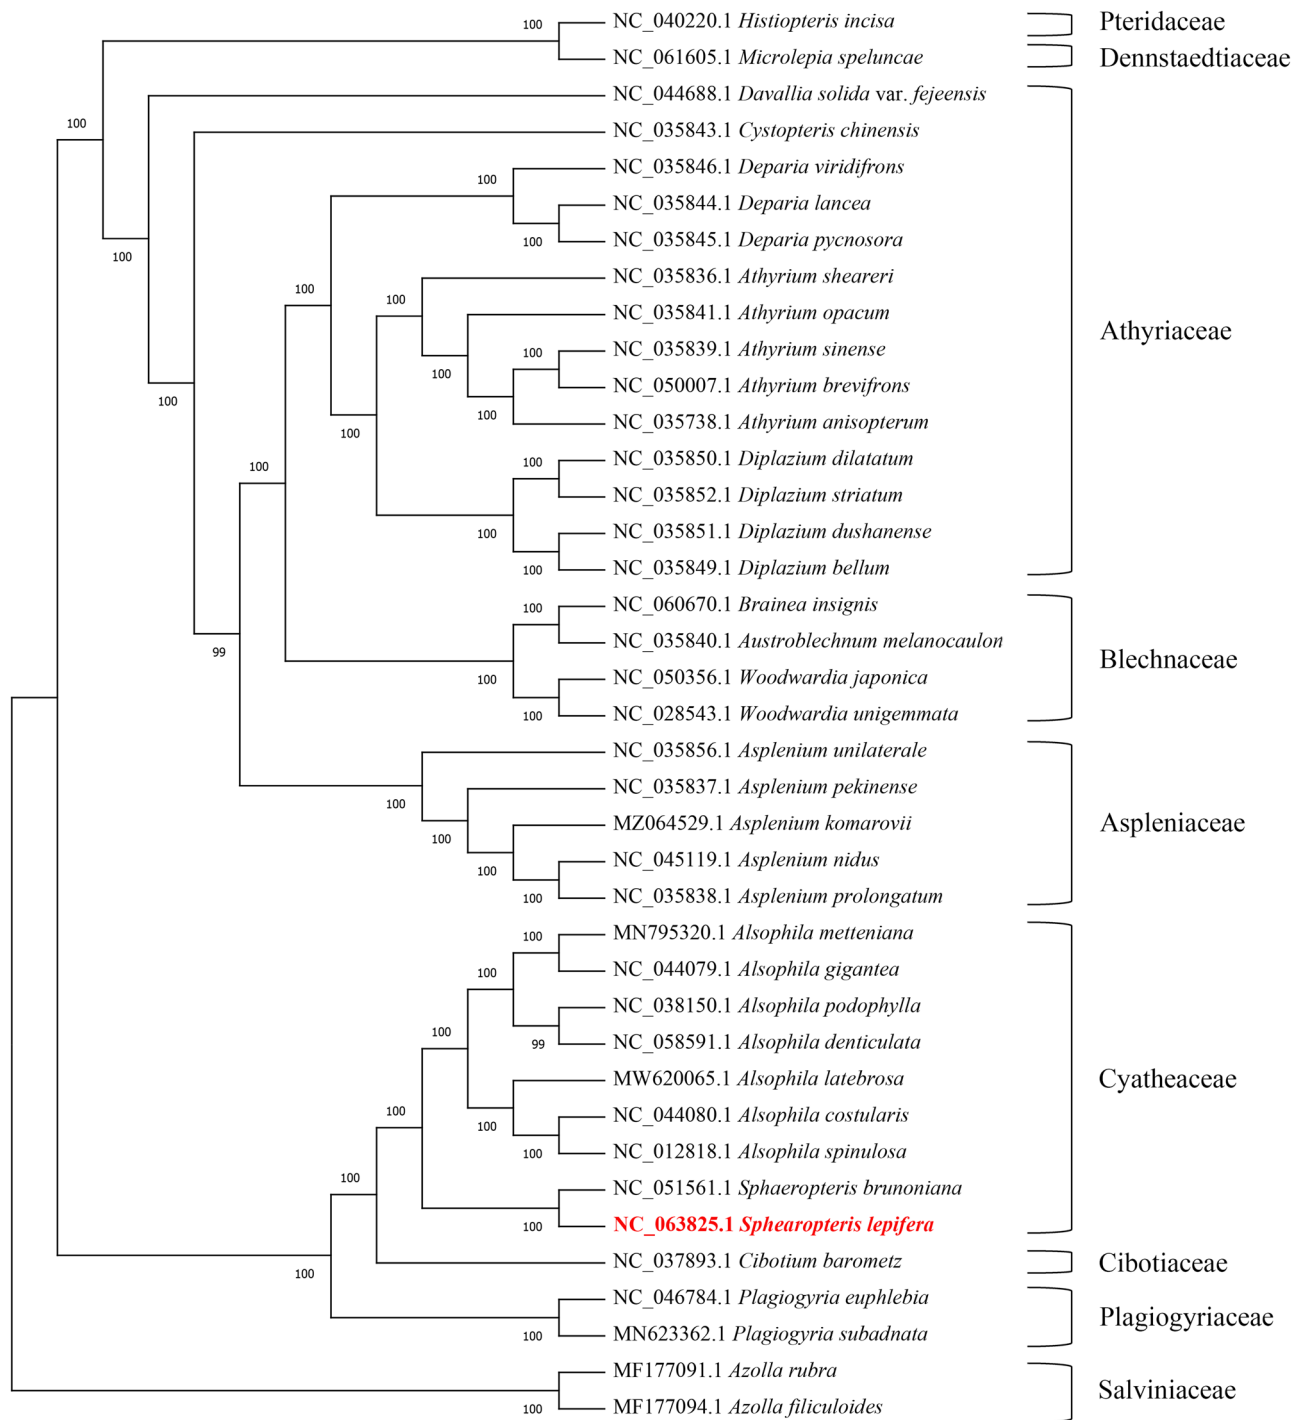 100
NC_040220.1 Histiopteris incisa
Pteridaceae
NC_061605.1 Microlepia speluncae
Dennstaedtiaceae
NC_044688.1 Davallia solida var. fejeensis
100
NC_035843.1 Cystopteris chinensis
NC_035846.1 Deparia viridifrons
100
NC_035844.1 Deparia lancea
NC_035845.1 Deparia pycnosora
100
100
NC_035836.1 Athyrium sheareri
100
100
NC_035841.1 Athyrium opacum
Athyriaceae
NC_035839.1 Athyrium sinense
100
100
NC_050007.1 Athyrium brevifrons
100
100
NC_035738.1 Athyrium anisopterum
100
NC_035850.1 Diplazium dilatatum
100
100
NC_035852.1 Diplazium striatum
NC_035851.1 Diplazium dushanense
100
NC_035849.1 Diplazium bellum
100
NC_060670.1 Brainea insignis
100
NC_035840.1 Austroblechnum melanocaulon
99
Blechnaceae
NC_050356.1 Woodwardia japonica
100
NC_028543.1 Woodwardia unigemmata
100
NC_035856.1 Asplenium unilaterale
NC_035837.1 Asplenium pekinense
100
MZ064529.1 Asplenium komarovii
Aspleniaceae
100
NC_045119.1 Asplenium nidus
100
NC_035838.1 Asplenium prolongatum
100
MN795320.1 Alsophila metteniana
100
NC_044079.1 Alsophila gigantea
100
NC_038150.1 Alsophila podophylla
100
NC_058591.1 Alsophila denticulata
99
MW620065.1 Alsophila latebrosa
Cyatheaceae
NC_044080.1 Alsophila costularis
100
100
NC_012818.1 Alsophila spinulosa
100
NC_051561.1 Sphaeropteris brunoniana
100
NC_063825.1 Sphearopteris lepifera
100
NC_037893.1 Cibotium barometz
Cibotiaceae
100
NC_046784.1 Plagiogyria euphlebia
Plagiogyriaceae
MN623362.1 Plagiogyria subadnata
100
MF177091.1 Azolla rubra
Salviniaceae
MF177094.1 Azolla filiculoides
100